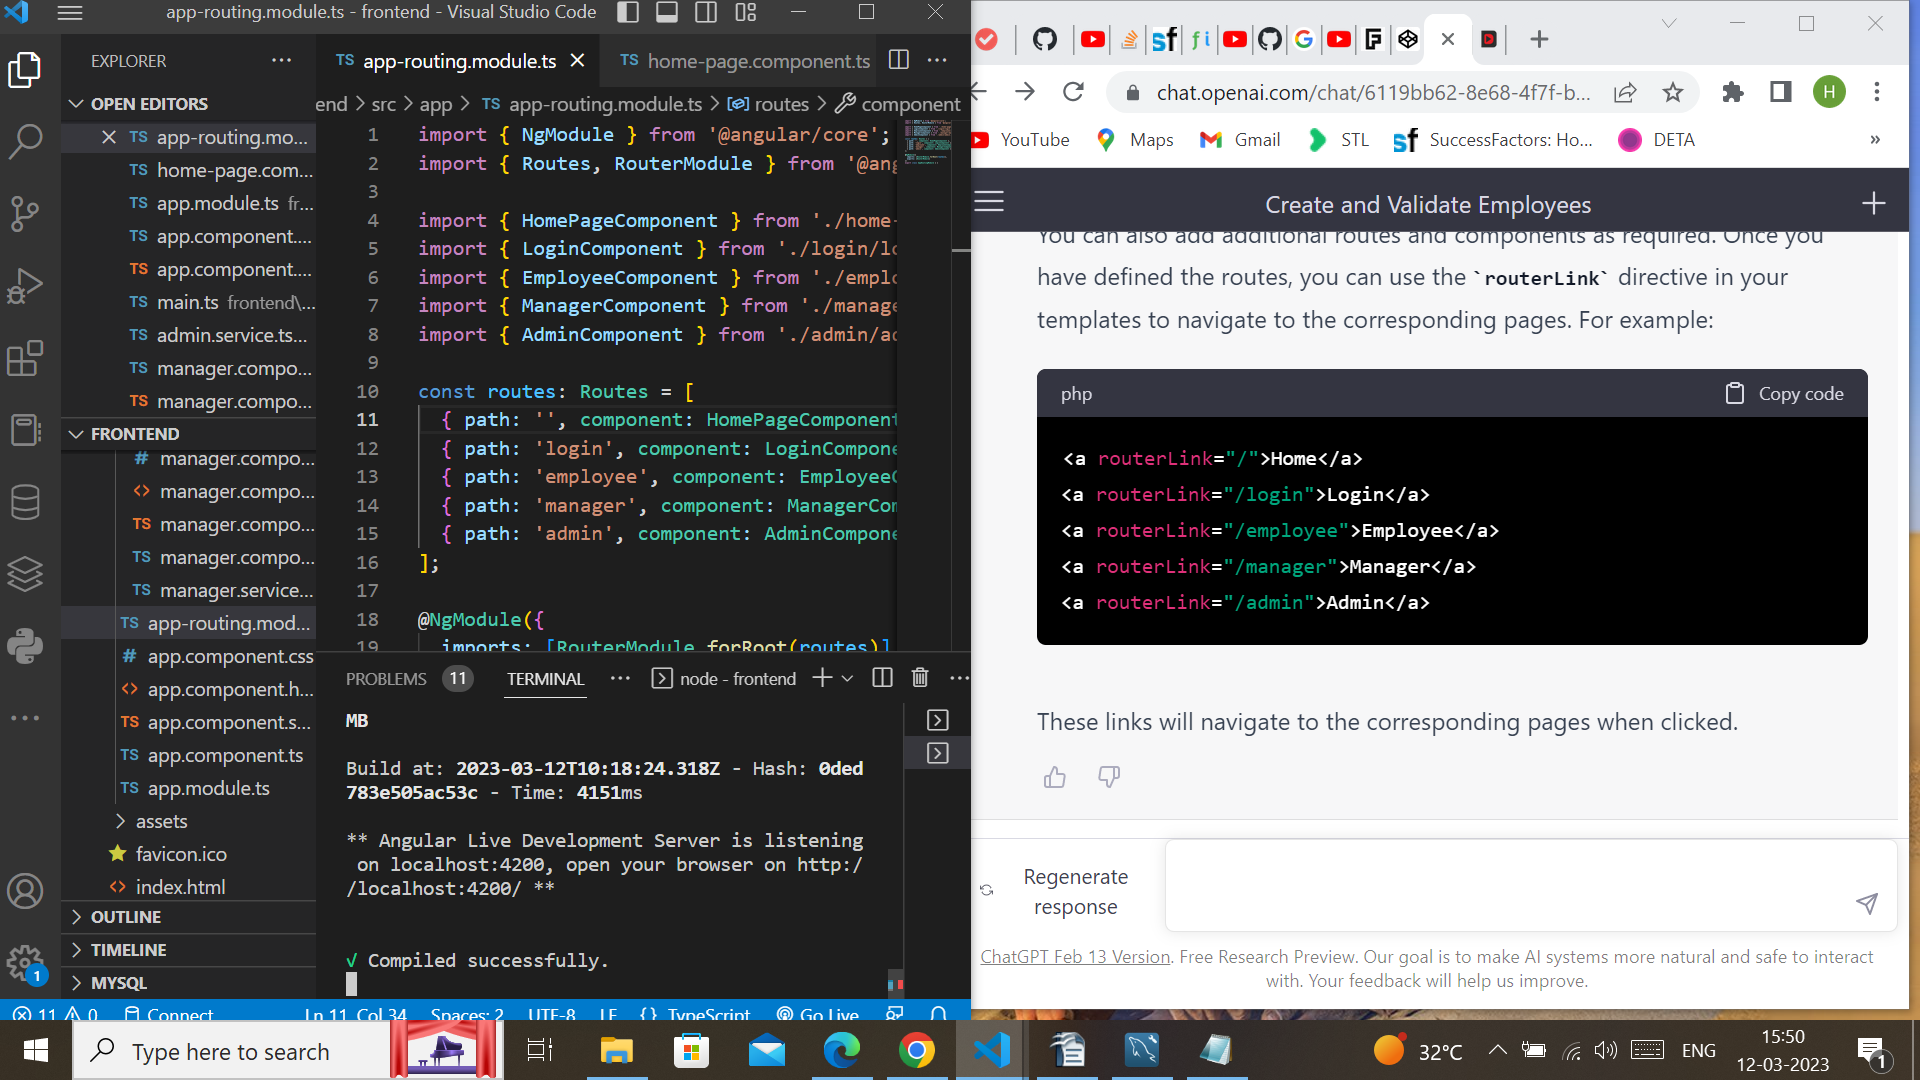 app-routing.module.ts - frontend - Visual Studio Code
EXPLORER
OPEN EDITORS
TS app-routing.mo...
TS home-page.com...
TS app.module.ts fr...
TS app.component....
TS app.component....
TS main.ts frontend\...
TS admin.service.ts...
TS manager.compo...
TS manager.compo...
FRONTEND
# manager.compo...
<> manager.compo...
TS manager.compo...
TS manager.compo...
TS manager.service...
TS app-routing.mod...
# app.component.css
<> app.component.h...
TS app.component.s...
TS app.component.ts
TS app.module.ts
assets
favicon.ico
<> index.html
OUTLINE
TIMELINE
MYSQL
1
TS app-routing.module.ts
TS home-page.component.ts
end > src > app > TS app-routing.module.ts > routes > component
1 import { NgModule } from '@angular/core';
2 import { Routes, RouterModule } from '@ang
3
4 import { HomePageComponent } from './home-
5 import { LoginComponent } from './login/lo
6 import { EmployeeComponent } from './emplo
7 import { ManagerComponent } from './manage
8 import { AdminComponent } from './admin/ad
9
10 const routes: Routes = [
11 { path: '', component: HomePageComponent
12 { path: 'login', component: LoginCompone
13 { path: 'employee', component: EmployeeC
14 { path: 'manager', component: ManagerCom
15 { path: 'admin', component: AdminCompone
16 ];
17
18 @NgModule({
19 imports: [RouterModule.forRoot(routes)]
PROBLEMS 11 TERMINAL ... node - frontend
MB
Build at: 2023-03-12T10:18:24.318Z - Hash: 0ded
783e505ac53c - Time: 4151ms
** Angular Live Development Server is listening
on localhost:4200, open your browser on http:/
/localhost:4200/ **
√ Compiled successfully.
11 0 Connect Ln 11, Col 34 Spaces: 2 UTF-8 LF {} TypeScript Go Live
chat.openai.com/chat/6119bb62-8e68-4f7f-b...
H
YouTube Maps Gmail STL sf SuccessFactors: Ho... DETA »
Create and Validate Employees
You can also add additional routes and components as required. Once you
have defined the routes, you can use the `routerLink` directive in your
templates to navigate to the corresponding pages. For example:
php Copy code
<a routerLink="/">Home</a>
<a routerLink="/login">Login</a>
<a routerLink="/employee">Employee</a>
<a routerLink="/manager">Manager</a>
<a routerLink="/admin">Admin</a>
These links will navigate to the corresponding pages when clicked.
Regenerate
response
ChatGPT Feb 13 Version. Free Research Preview. Our goal is to make AI systems more natural and safe to interact
with. Your feedback will help us improve.
Type here to search
32°C
ENG
15:50
12-03-2023
1